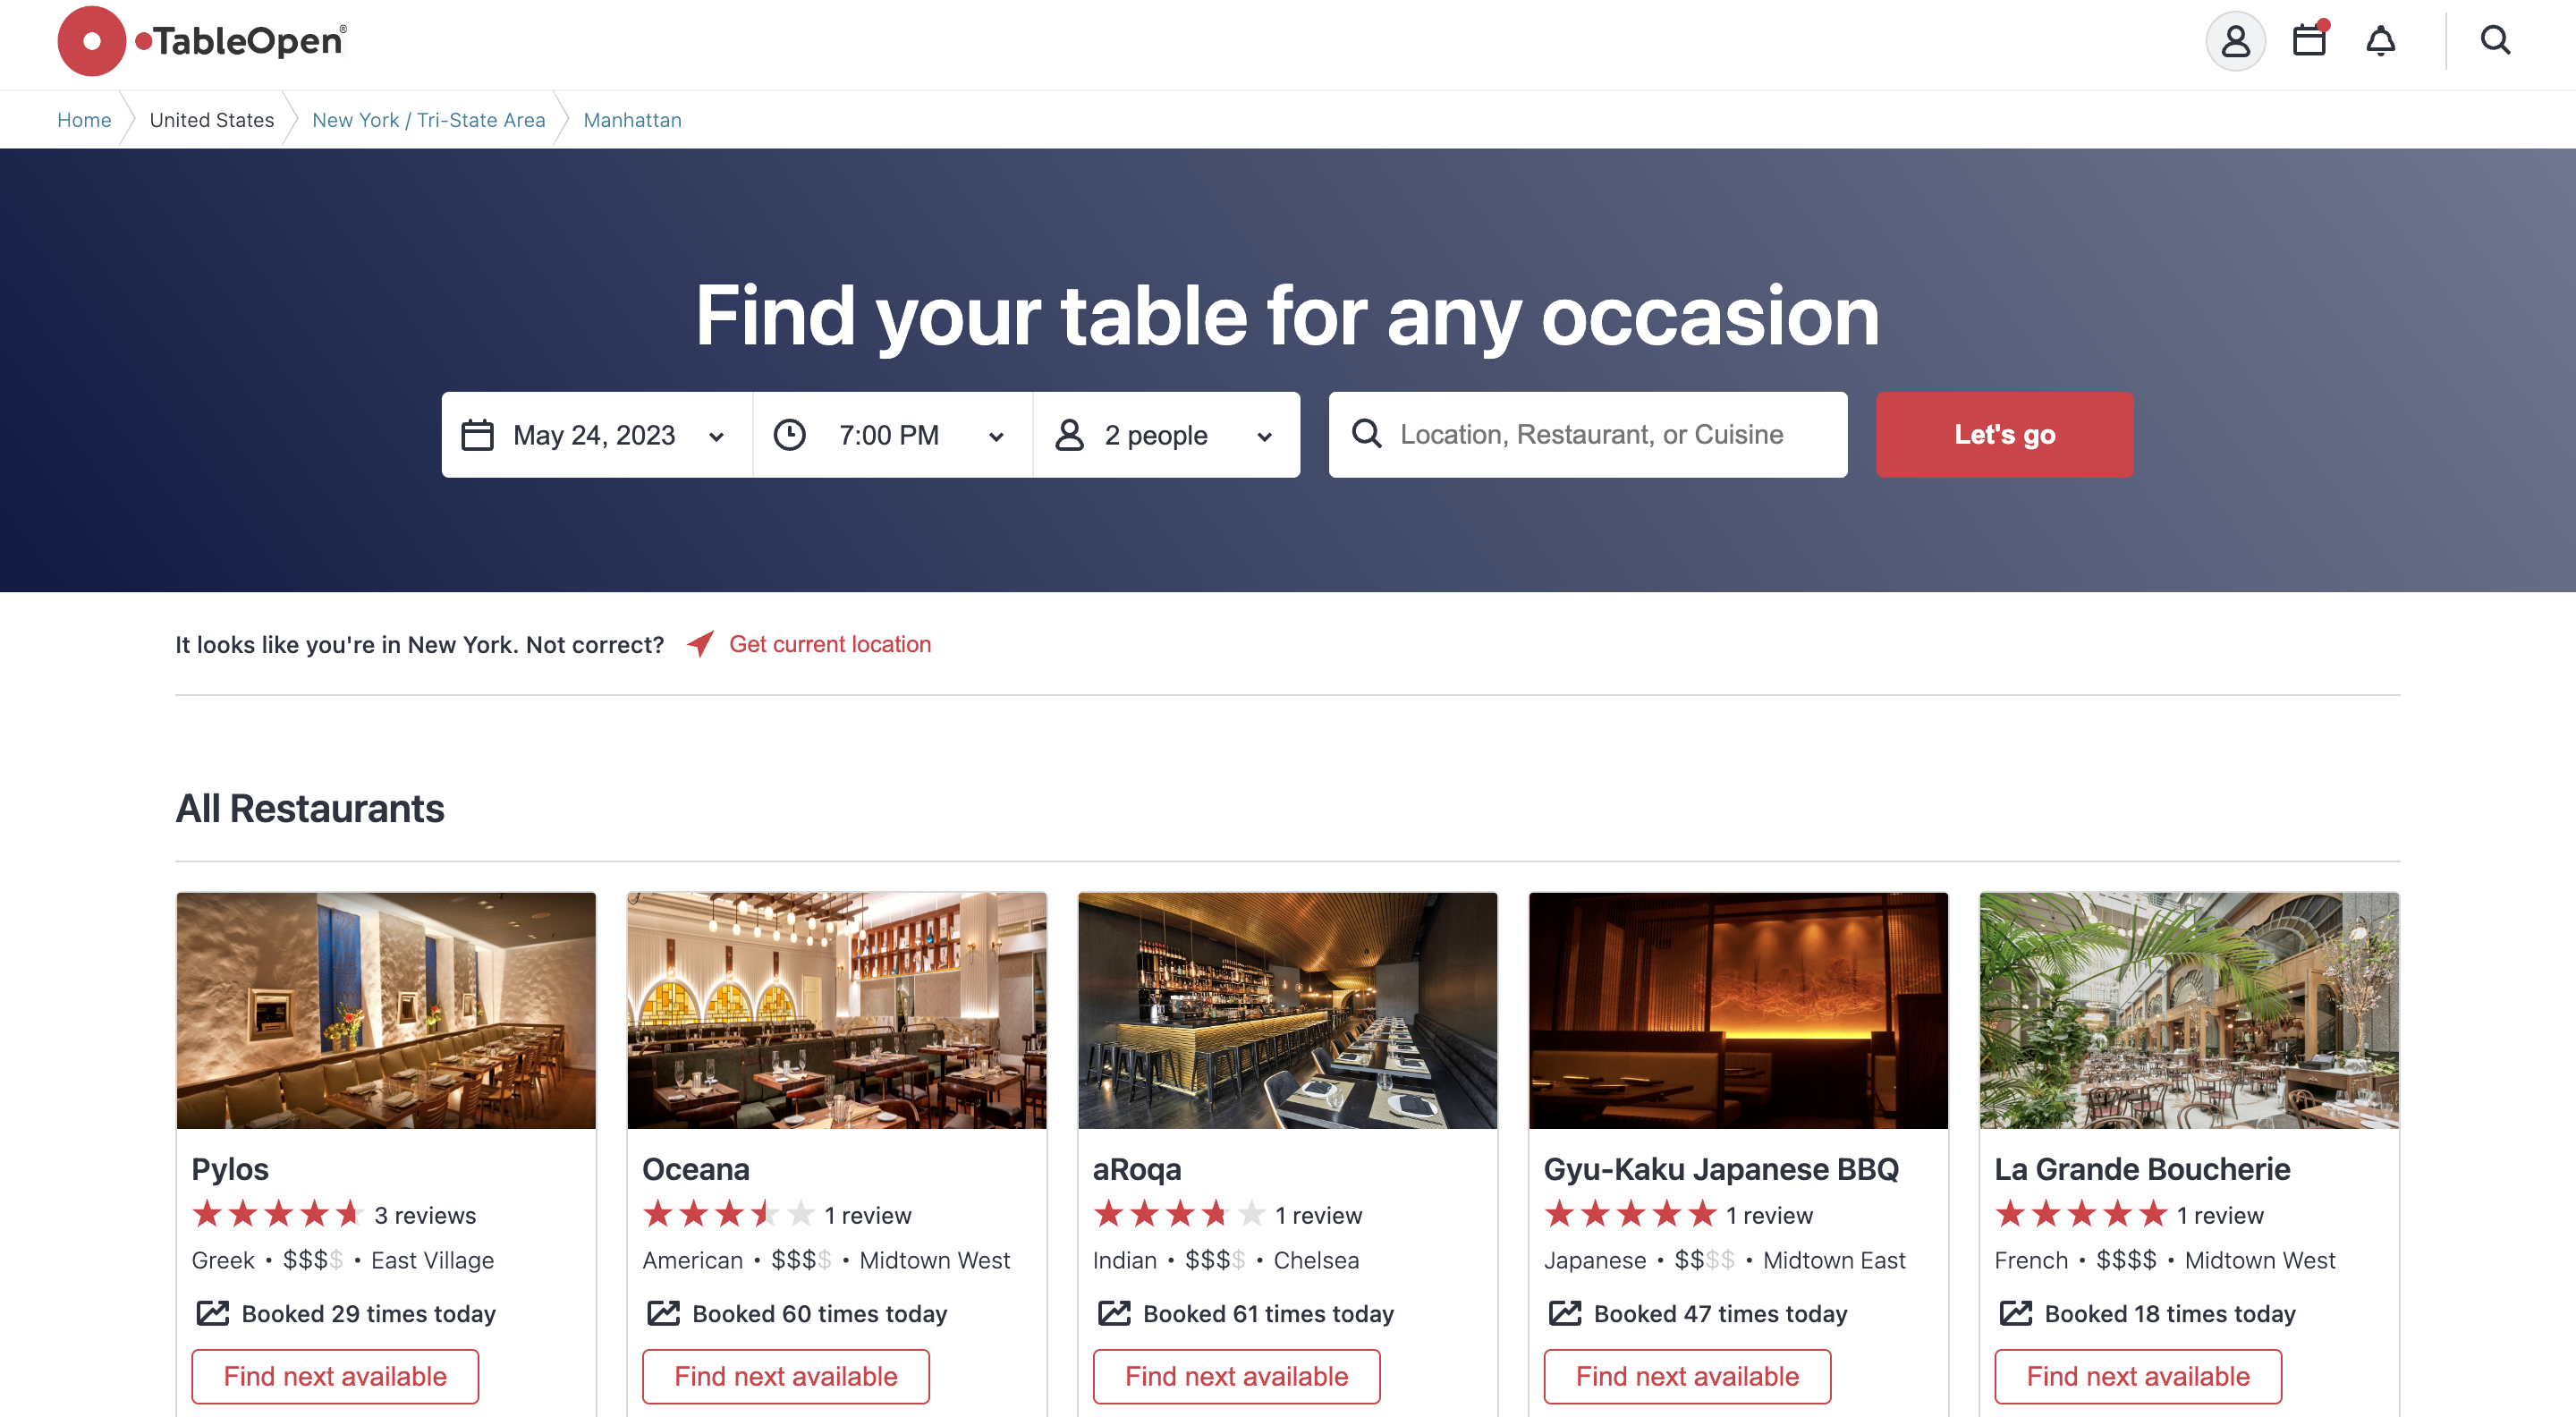 TableOpen®
Home United States New York / Tri-State Area Manhattan
Find your table for any occasion
May 24, 2023 7:00 PM 2 people Location, Restaurant, or Cuisine Let's go
It looks like you're in New York. Not correct? Get current location
All Restaurants
Pylos
3 reviews
Greek • $$$$ • East Village
Booked 29 times today
Find next available
Oceana
1 review
American • $$$$ • Midtown West
Booked 60 times today
Find next available
aRoqa
1 review
Indian • $$$$ • Chelsea
Booked 61 times today
Find next available
Gyu-Kaku Japanese BBQ
1 review
Japanese • $$$$ • Midtown East
Booked 47 times today
Find next available
La Grande Boucherie
1 review
French • $$$$ • Midtown West
Booked 18 times today
Find next available